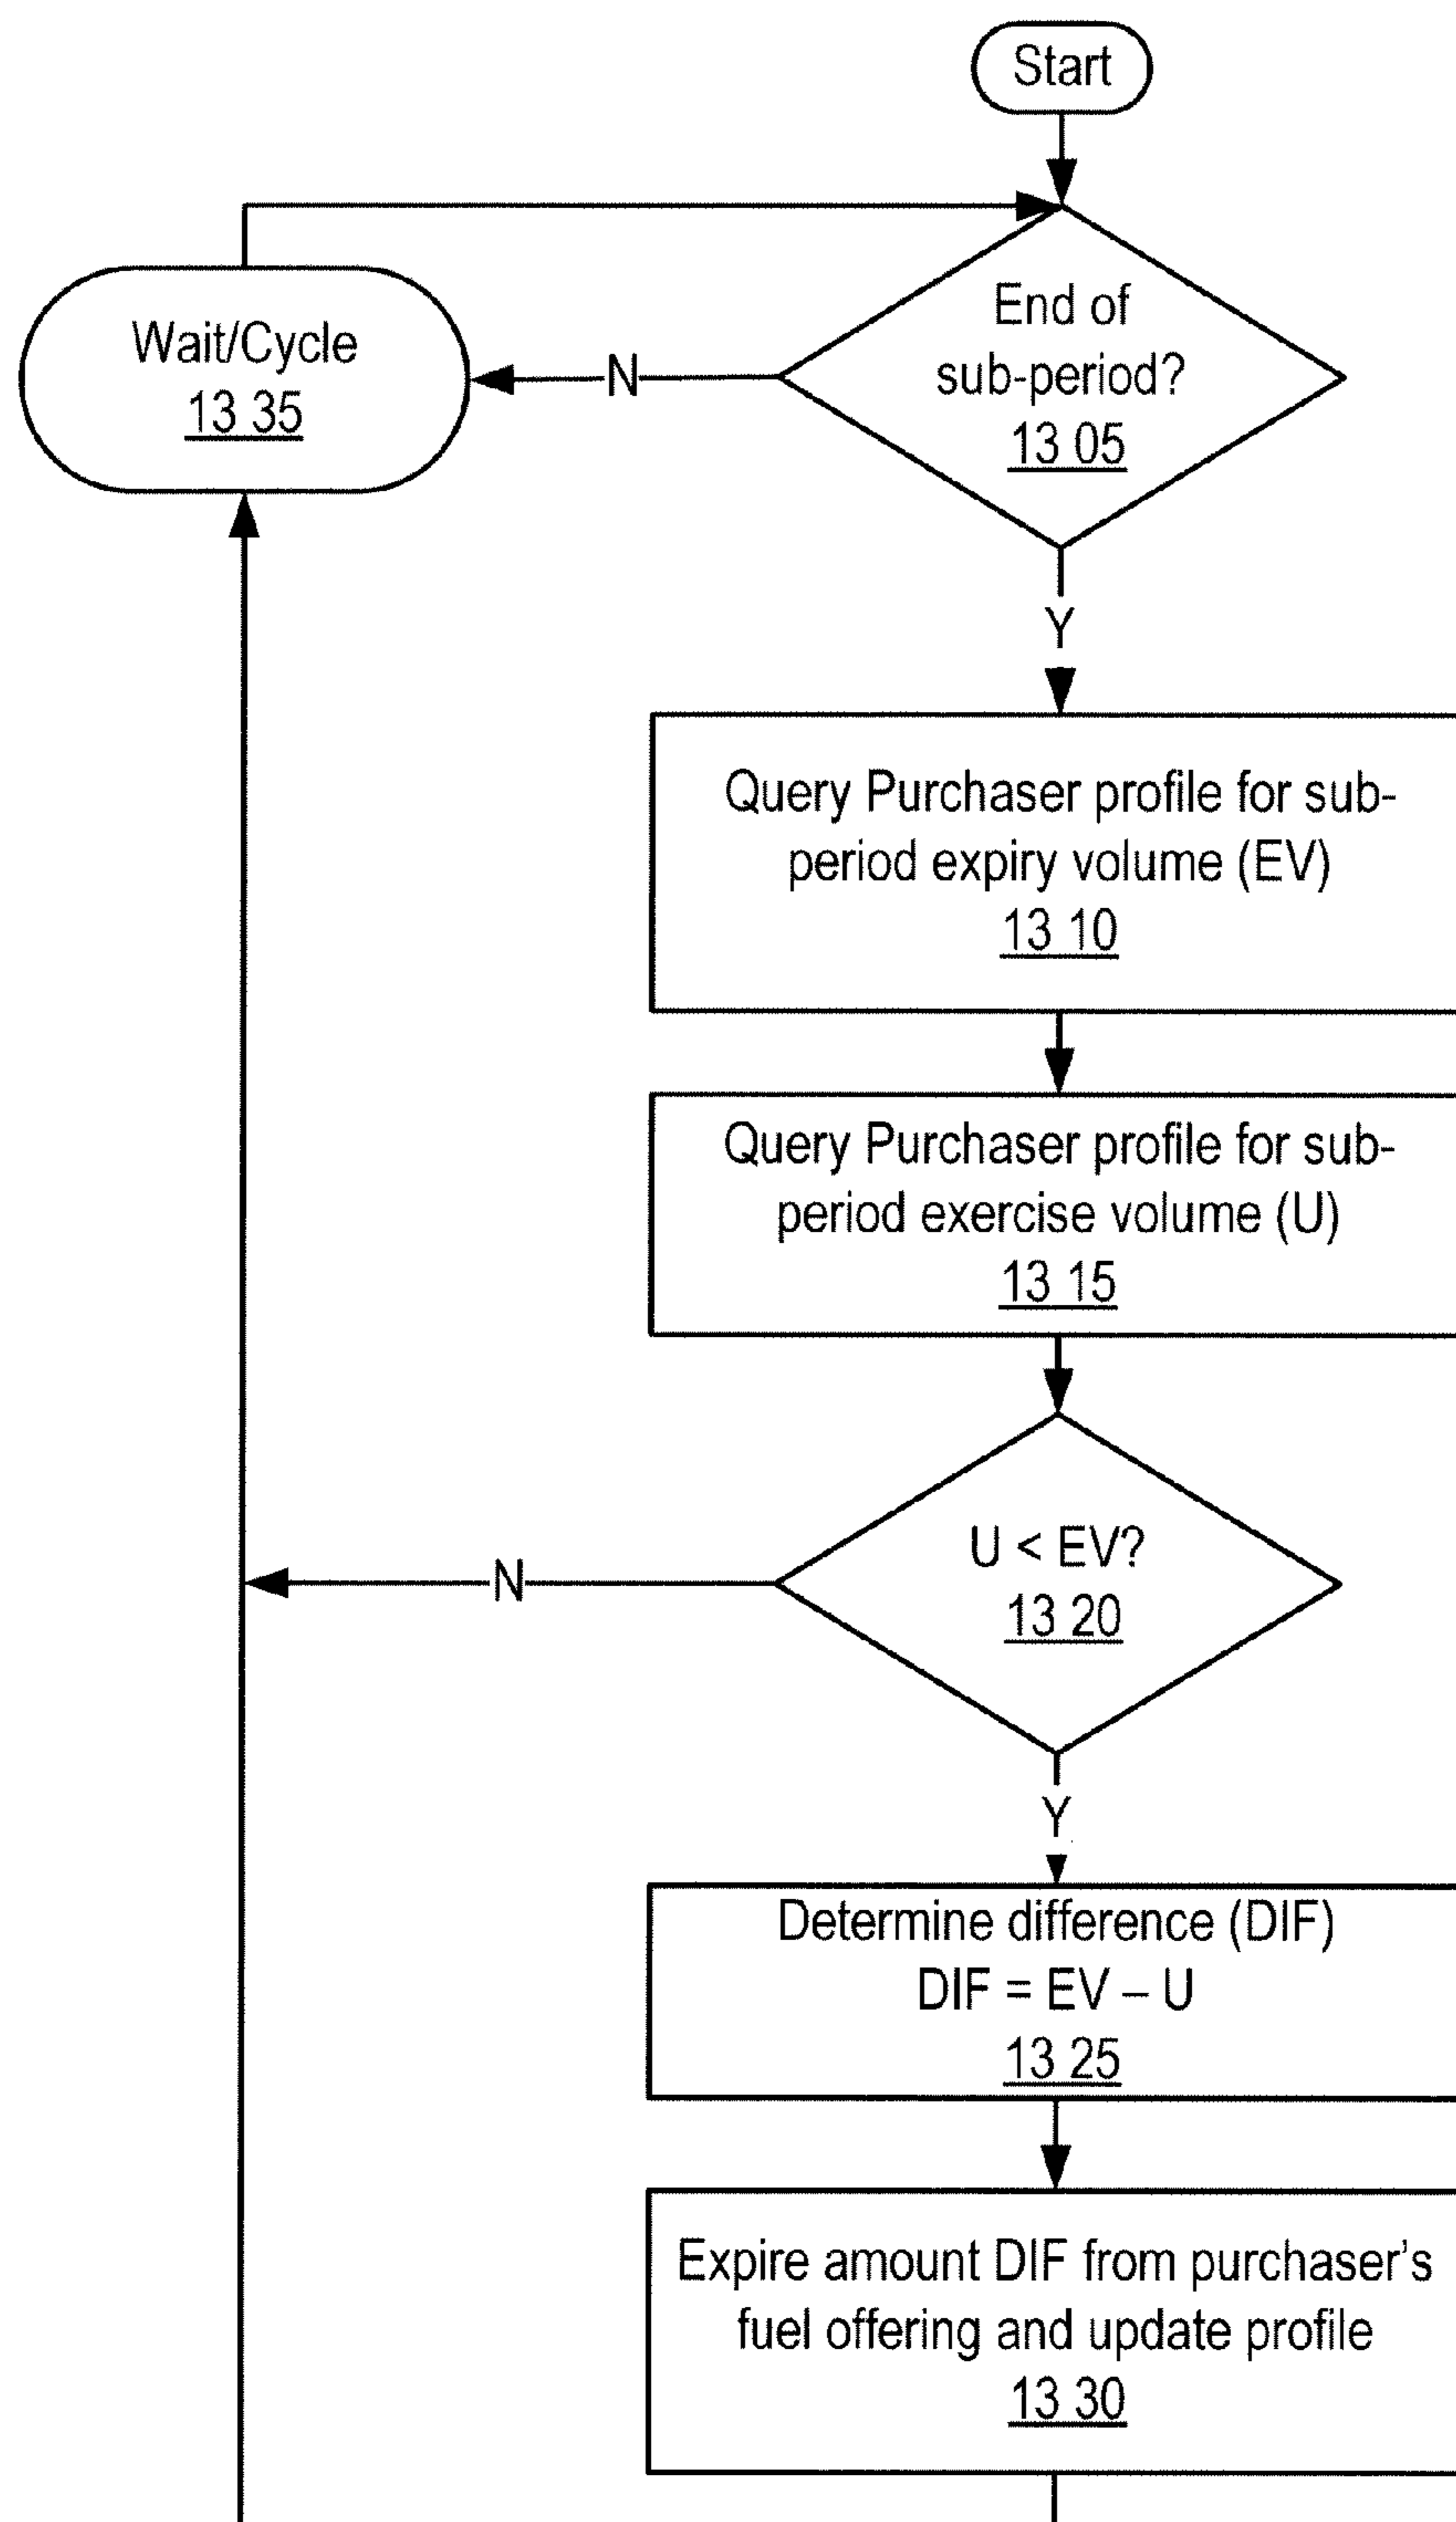 Start
End of
sub-period?
13 05
N
Wait/Cycle
13 35
Y
Query Purchaser profile for sub-
period expiry volume (EV)
13 10
Query Purchaser profile for sub-
period exercise volume (U)
13 15
U < EV?
13 20
N
Y
Determine difference (DIF)
DIF = EV – U
13 25
Expire amount DIF from purchaser's
fuel offering and update profile
13 30